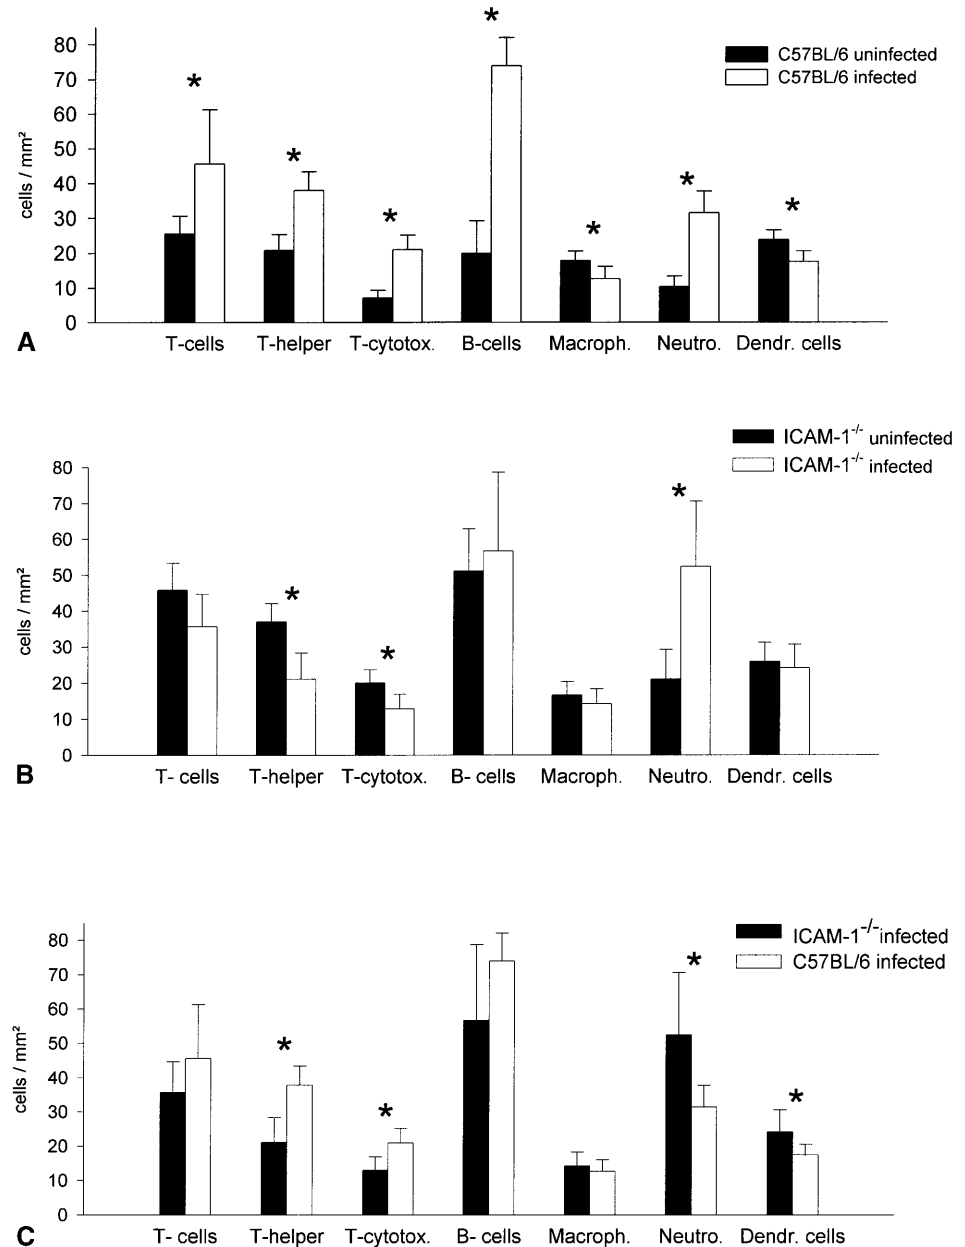 *
80
70
60
50
40
30
20
10
0
cells / mm²
C57BL/6 uninfected
C57BL/6 infected
*
*
*
*
*
*
A
T-cells T-helper T-cytotox. B-cells Macroph. Neutro. Dendr. cells
ICAM-1-/- uninfected
ICAM-1-/- infected
80
70
60
50
40
30
20
10
0
cells / mm²
*
*
*
B
T- cells T-helper T-cytotox. B- cells Macroph. Neutro. Dendr. cells
ICAM-1-/-infected
C57BL/6 infected
80
70
60
50
40
30
20
10
0
cells / mm²
*
*
*
*
C
T- cells T-helper T-cytotox. B- cells Macroph. Neutro. Dendr. cells